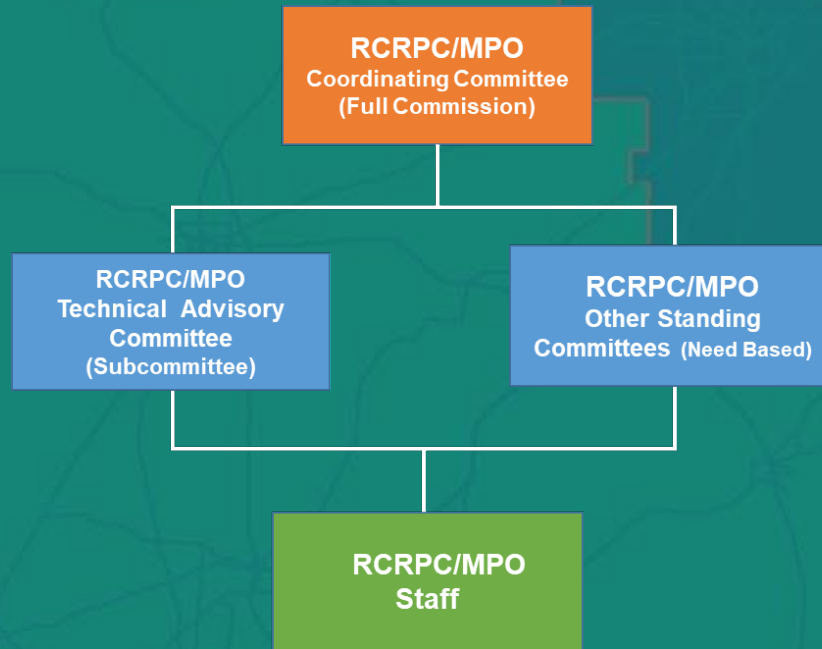 RCRPC/MPO
Coordinating Committee
(Full Commission)
RCRPC/MPO
Technical Advisory
Committee
(Subcommittee)
RCRPC/MPO
Other Standing
Committees (Need Based)
RCRPC/MPO
Staff